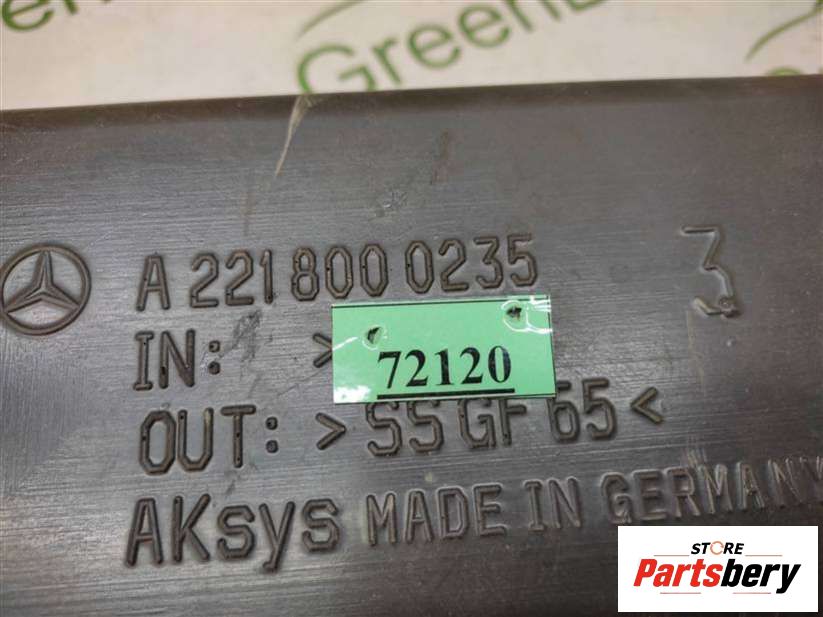 Green
A 221 800 0235
3
IN: >
72120
OUT: >SS GF 65<
AKsys MADE IN GERMANY
STORE
Partsbery